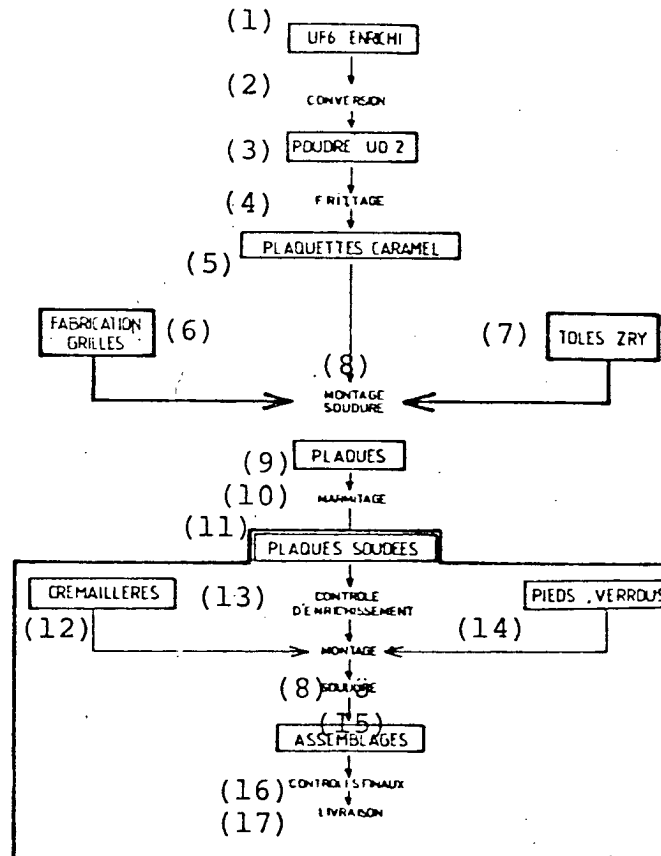 (1)
UF6 ENRICHI
(2)
CONVERSION
(3)
POUDRE UO 2
(4)
FRITTAGE
PLAQUETTES CARAMEL
(5)
FABRICATION
GRILLES
(6)
(7)
TOLES ZRY
(8)
MONTAGE
SOUDURE
(9)
PLAQUES
(10)
MARMITAGE
(11)
PLAQUES SOUDEES
CREMAILLERES
(12)
(13)
CONTROLE
D'ENRICHISSEMENT
PIEDS , VERROUS
(14)
MONTAGE
(8)
(15)
ASSEMBLAGES
(16)
CONTROLES FINAUX
(17)
LIVRAISON